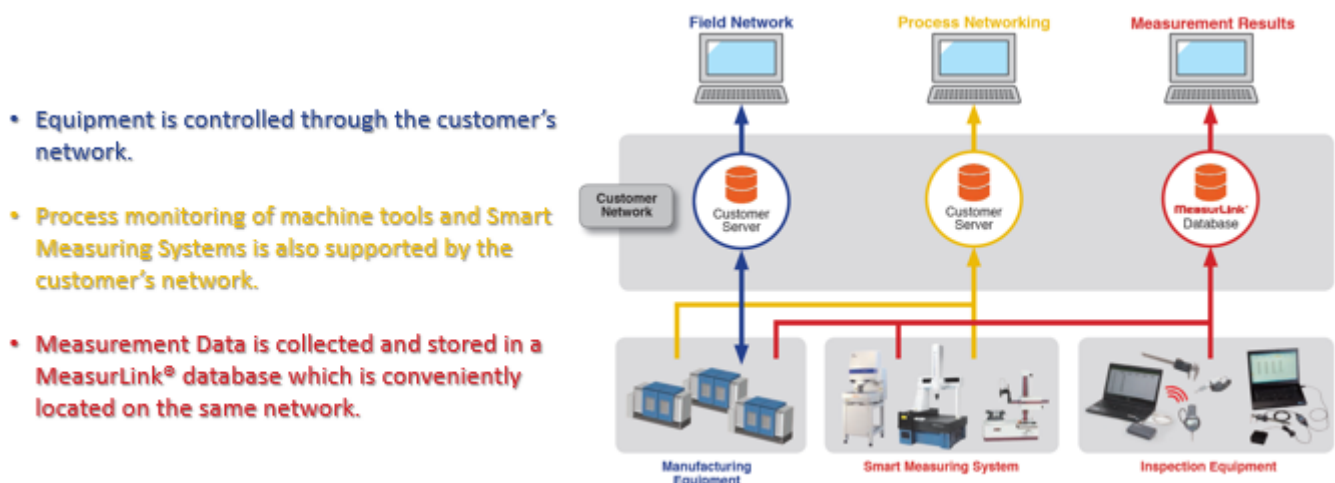 Field Network
Process Networking
Measurement Results
• Equipment is controlled through the customer's
network.
• Process monitoring of machine tools and Smart
Measuring Systems is also supported by the
customer's network.
• Measurement Data is collected and stored in a
MeasurLink® database which is conveniently
located on the same network.
Customer
Network
Customer
Server
Customer
Server
MeasurLink®
Database
Manufacturing
Equipment
Smart Measuring System
Inspection Equipment